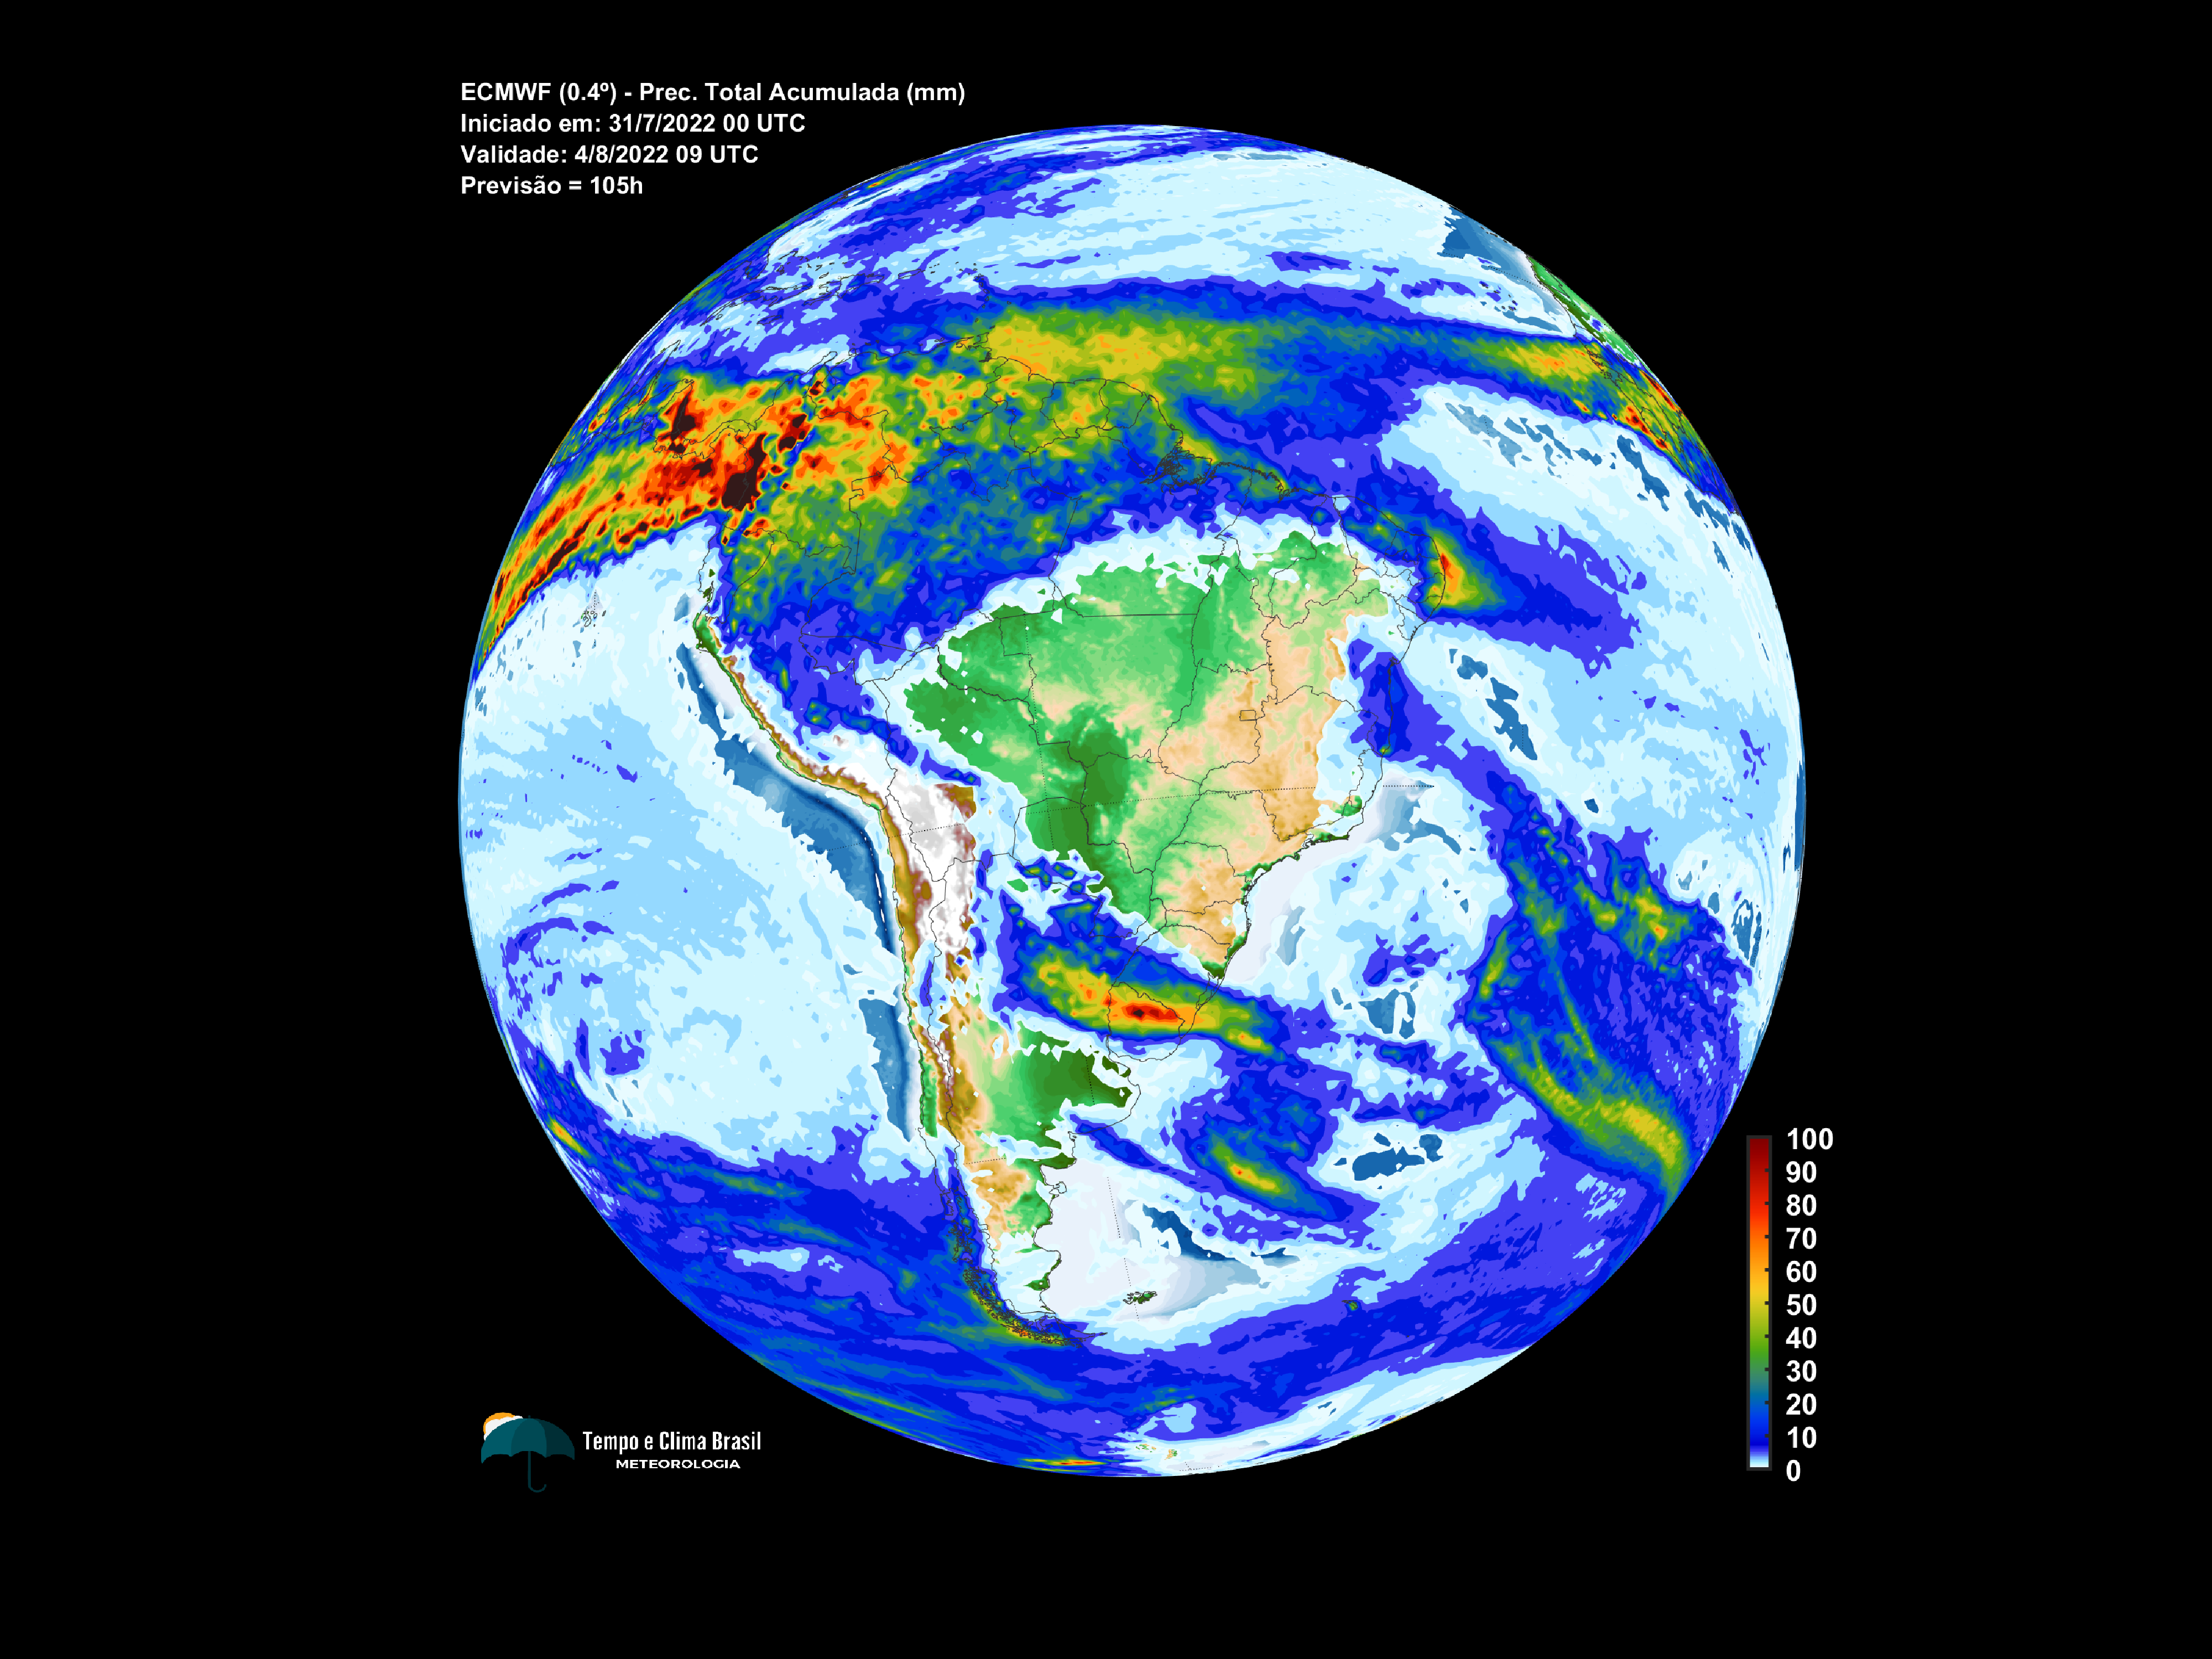 ECMWF (0.4º) - Prec. Total Acumulada (mm)
Iniciado em: 31/7/2022 00 UTC
Validade: 4/8/2022 09 UTC
Previsão = 105h
100
90
80
70
60
50
40
30
20
10
0
Tempo e Clima Brasil
METEOROLOGIA